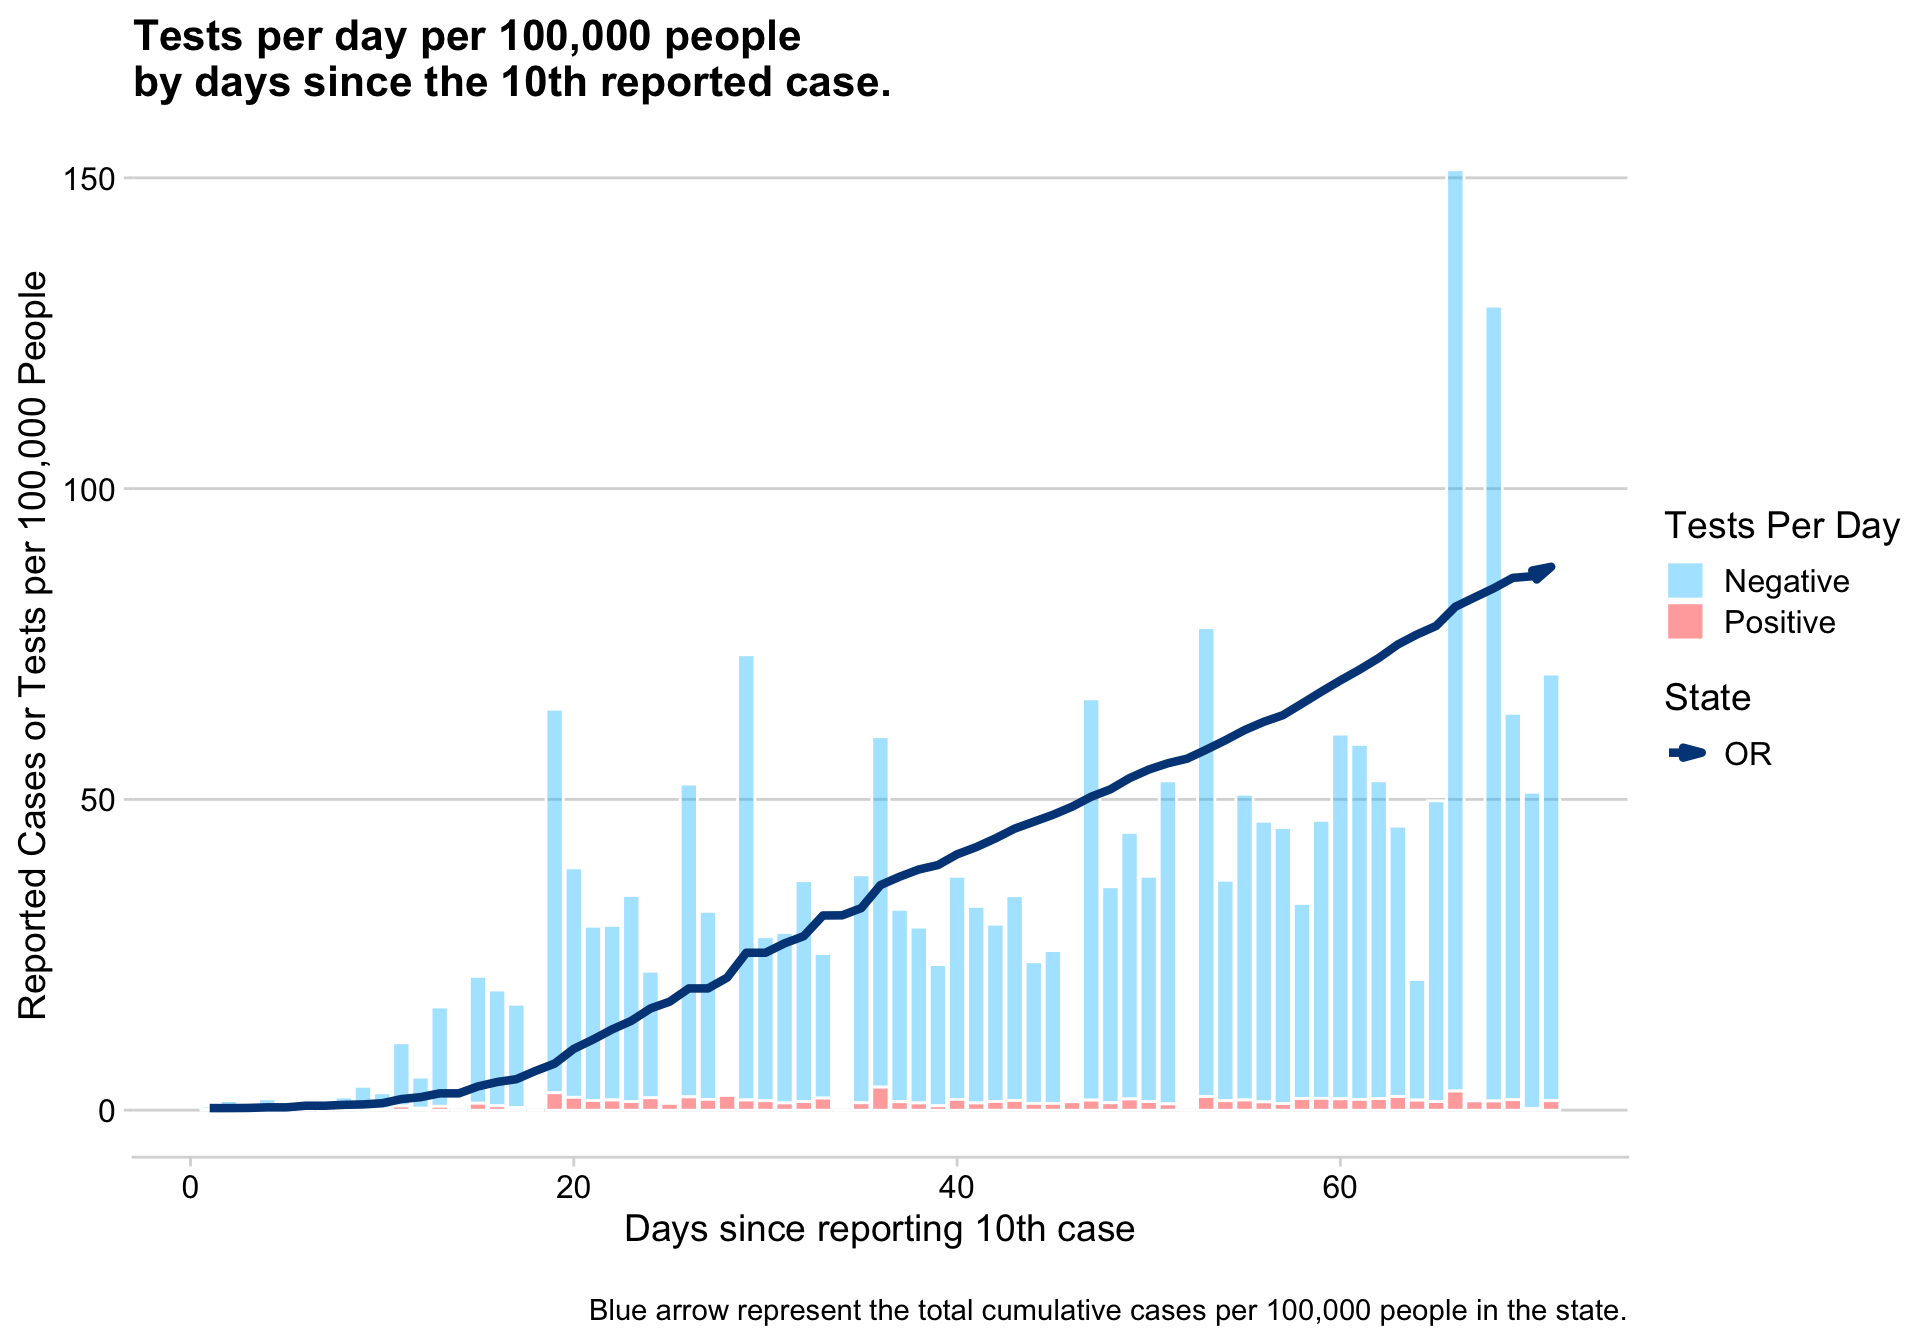 Tests per day per 100,000 people
by days since the 10th reported case.
Reported Cases or Tests per 100,000 People
150
100
50
0
0 20 40 60
Days since reporting 10th case
Tests Per Day
Negative
Positive
State
OR
Blue arrow represent the total cumulative cases per 100,000 people in the state.